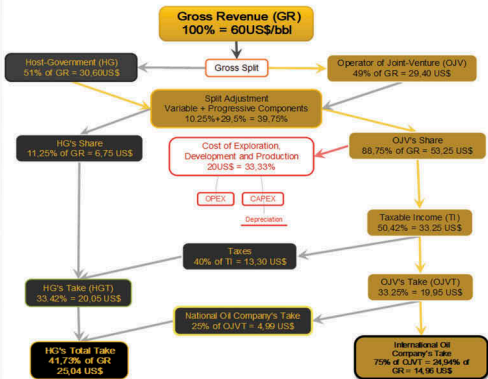 Gross Revenue (GR)
100% = 60US$/bbl
Host-Government (HG)
51% of GR = 30,60US$
Gross Split
Operator of Joint-Venture (OJV)
49% of GR = 29,40 US$
Split Adjustment
Variable + Progressive Components
10.25%+29,5% = 39,75%
HG's Share
11,25% of GR = 6,75 US$
Cost of Exploration,
Development and Production
20US$ = 33,33%
OJV's Share
88,75% of GR = 53,25 US$
OPEX
CAPEX
Depreciation
Taxable Income (TI)
50,42% = 33.25 US$
Taxes
40% of TI = 13,30 US$
HG's Take (HGT)
33.42% = 20,05 US$
OJV's Take (OJVT)
33.25% = 19,95 US$
National Oil Company's Take
25% of OJVT = 4,99 US$
HG's Total Take
41,73% of GR
25,04 US$
International Oil
Company's Take
75% of OJVT = 24,94% of
GR = 14,96 US$